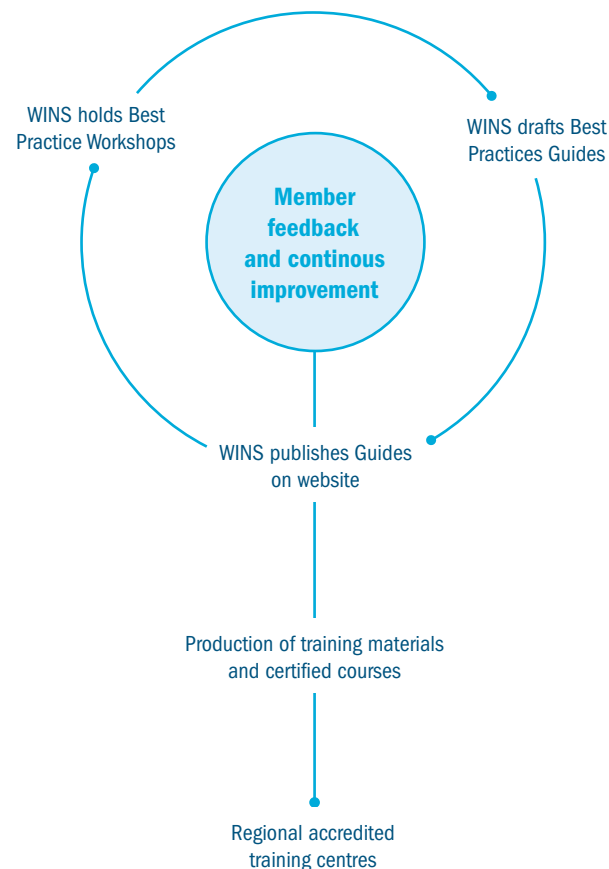 WINS holds Best
Practice Workshops
WINS drafts Best
Practices Guides
Member
feedback
and continous
improvement
WINS publishes Guides
on website
Production of training materials
and certified courses
Regional accredited
training centres